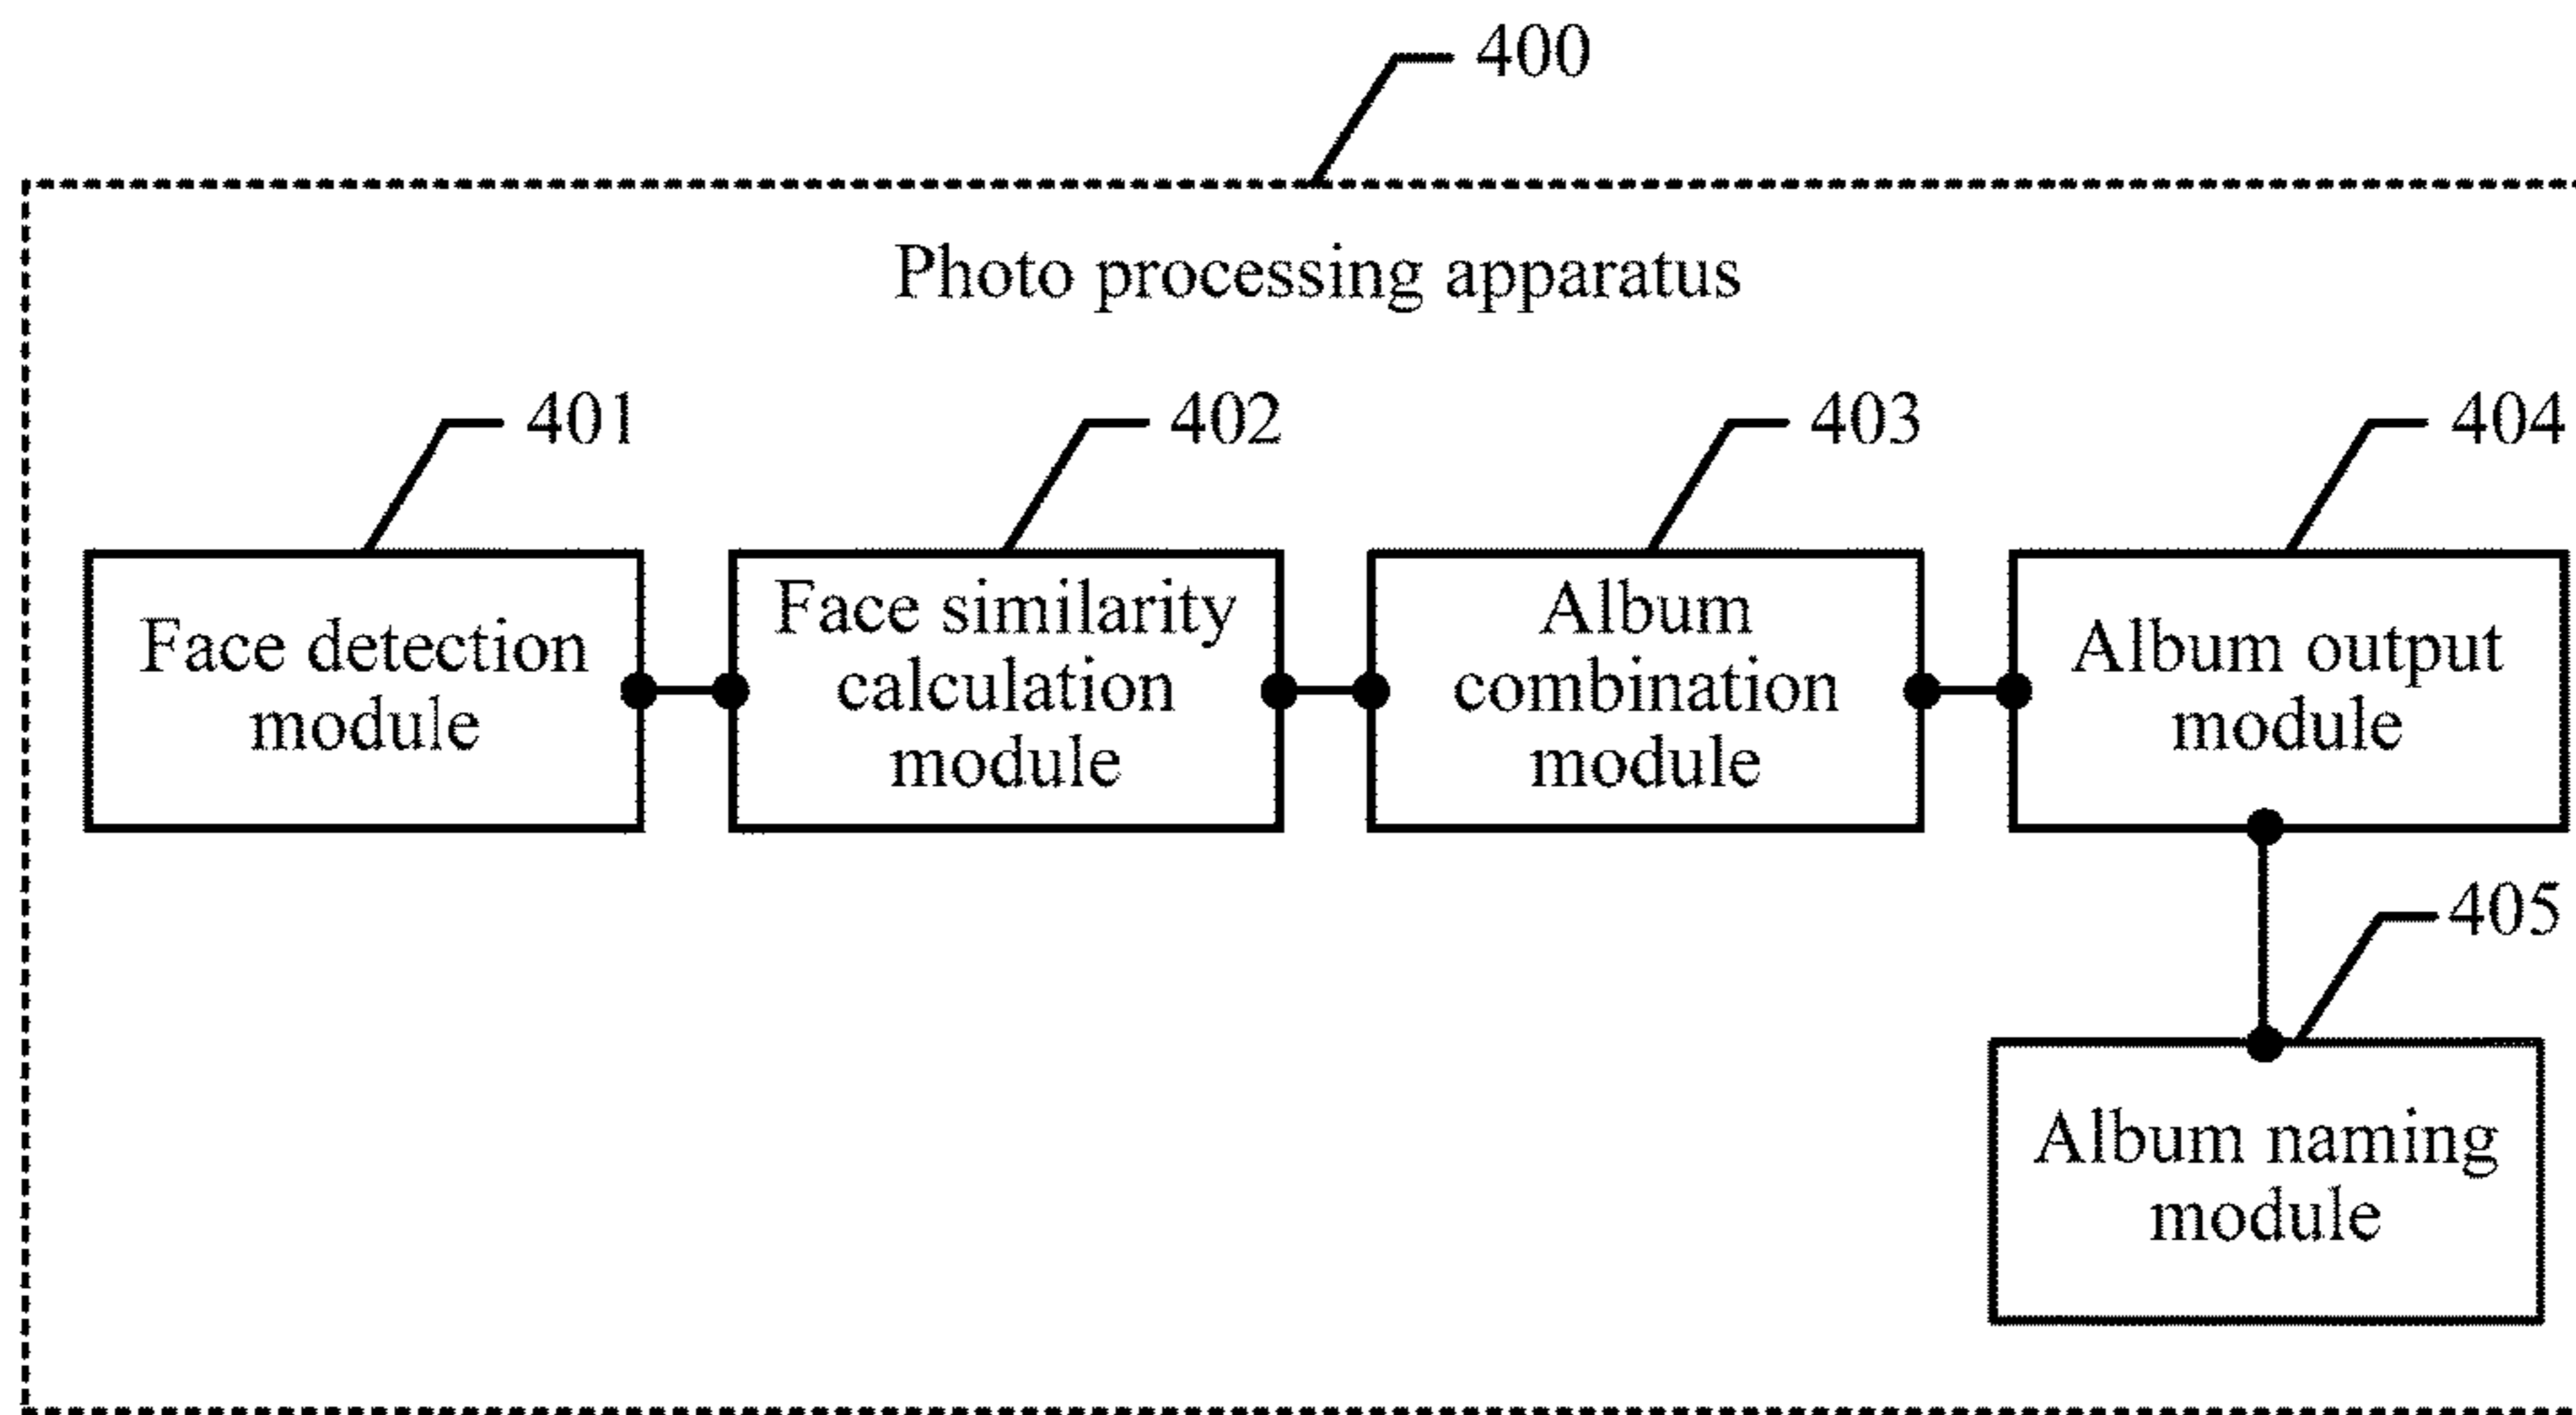 400
Photo processing apparatus
401
402
403
404
Face detection
module
Face similarity
calculation
module
Album
combination
module
Album output
module
405
Album naming
module